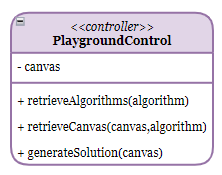 <<controller>>
PlaygroundControl
- canvas
+ retrieveAlgorithms(algorithm)
+ retrieveCanvas(canvas,algorithm)
+ generateSolution(canvas)